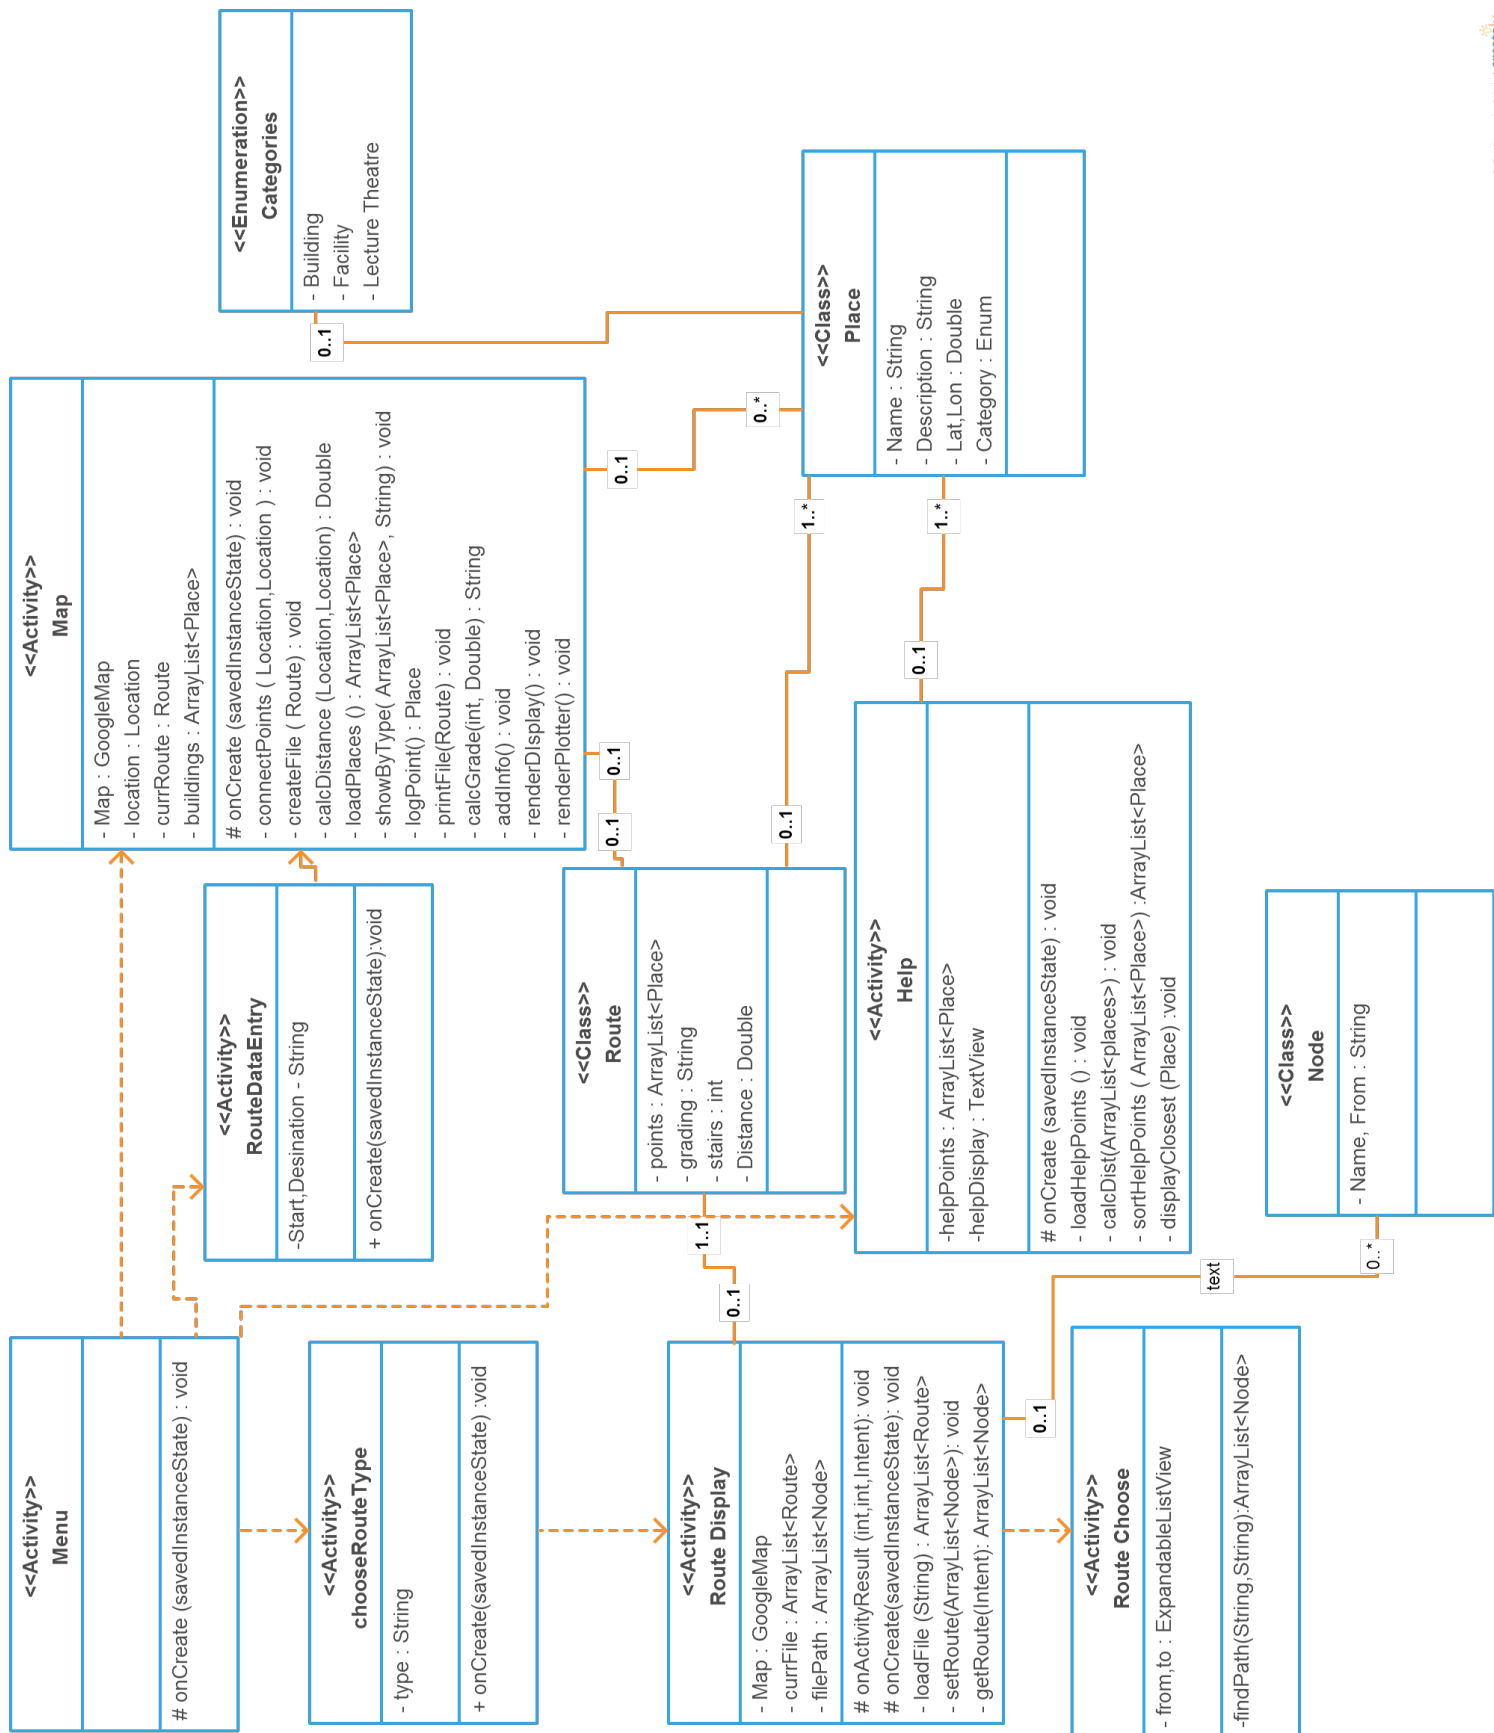 <<Activity>>
Menu
# onCreate (savedInstanceState) : void
<<Activity>>
chooseRouteType
- type : String
+ onCreate(savedInstanceState) :void
<<Activity>>
Route Display
- Map : GoogleMap
- currFile : ArrayList<Route>
- filePath : ArrayList<Node>
# onActivityResult (int,int,Intent): void
# onCreate(savedInstanceState): void
- loadFile (String) : ArrayList<Route>
- setRoute(ArrayList<Node>): void
- getRoute(Intent): ArrayList<Node>
<<Activity>>
Route Choose
- from,to : ExpandableListView
-findPath(String,String):ArrayList<Node>
<<Activity>>
RouteDataEntry
-Start,Desination - String
+ onCreate(savedInstanceState):void
<<Class>>
Route
- points : ArrayList<Place>
- grading : String
- stairs : int
- Distance : Double
<<Activity>>
Help
-helpPoints : ArrayList<Place>
-helpDisplay : TextView
# onCreate (savedInstanceState) : void
- loadHelpPoints () : void
- calcDist(ArrayList<places>) : void
- sortHelpPoints ( ArrayList<Place>) :ArrayList<Place>
- displayClosest (Place) :void
<<Class>>
Node
- Name, From : String
<<Activity>>
Map
- Map : GoogleMap
- location : Location
- currRoute : Route
- buildings : ArrayList<Place>
# onCreate (savedInstanceState) : void
- connectPoints ( Location,Location ) : void
- createFile ( Route) : void
- calcDistance (Location,Location) : Double
- loadPlaces () : ArrayList<Place>
- showByType( ArrayList<Place>, String) : void
- logPoint() : Place
- printFile(Route) : void
- calcGrade(int, Double) : String
- addInfo() : void
- renderDIsplay() : void
- renderPlotter() : void
<<Enumeration>>
Categories
- Building
- Facility
- Lecture Theatre
<<Class>>
Place
- Name : String
- Description : String
- Lat,Lon : Double
- Category : Enum
0..1
0..1
0..*
0..1
0..1
1..*
0..1
1..*
0..1
1..1
0..1
0..1
text
0..*